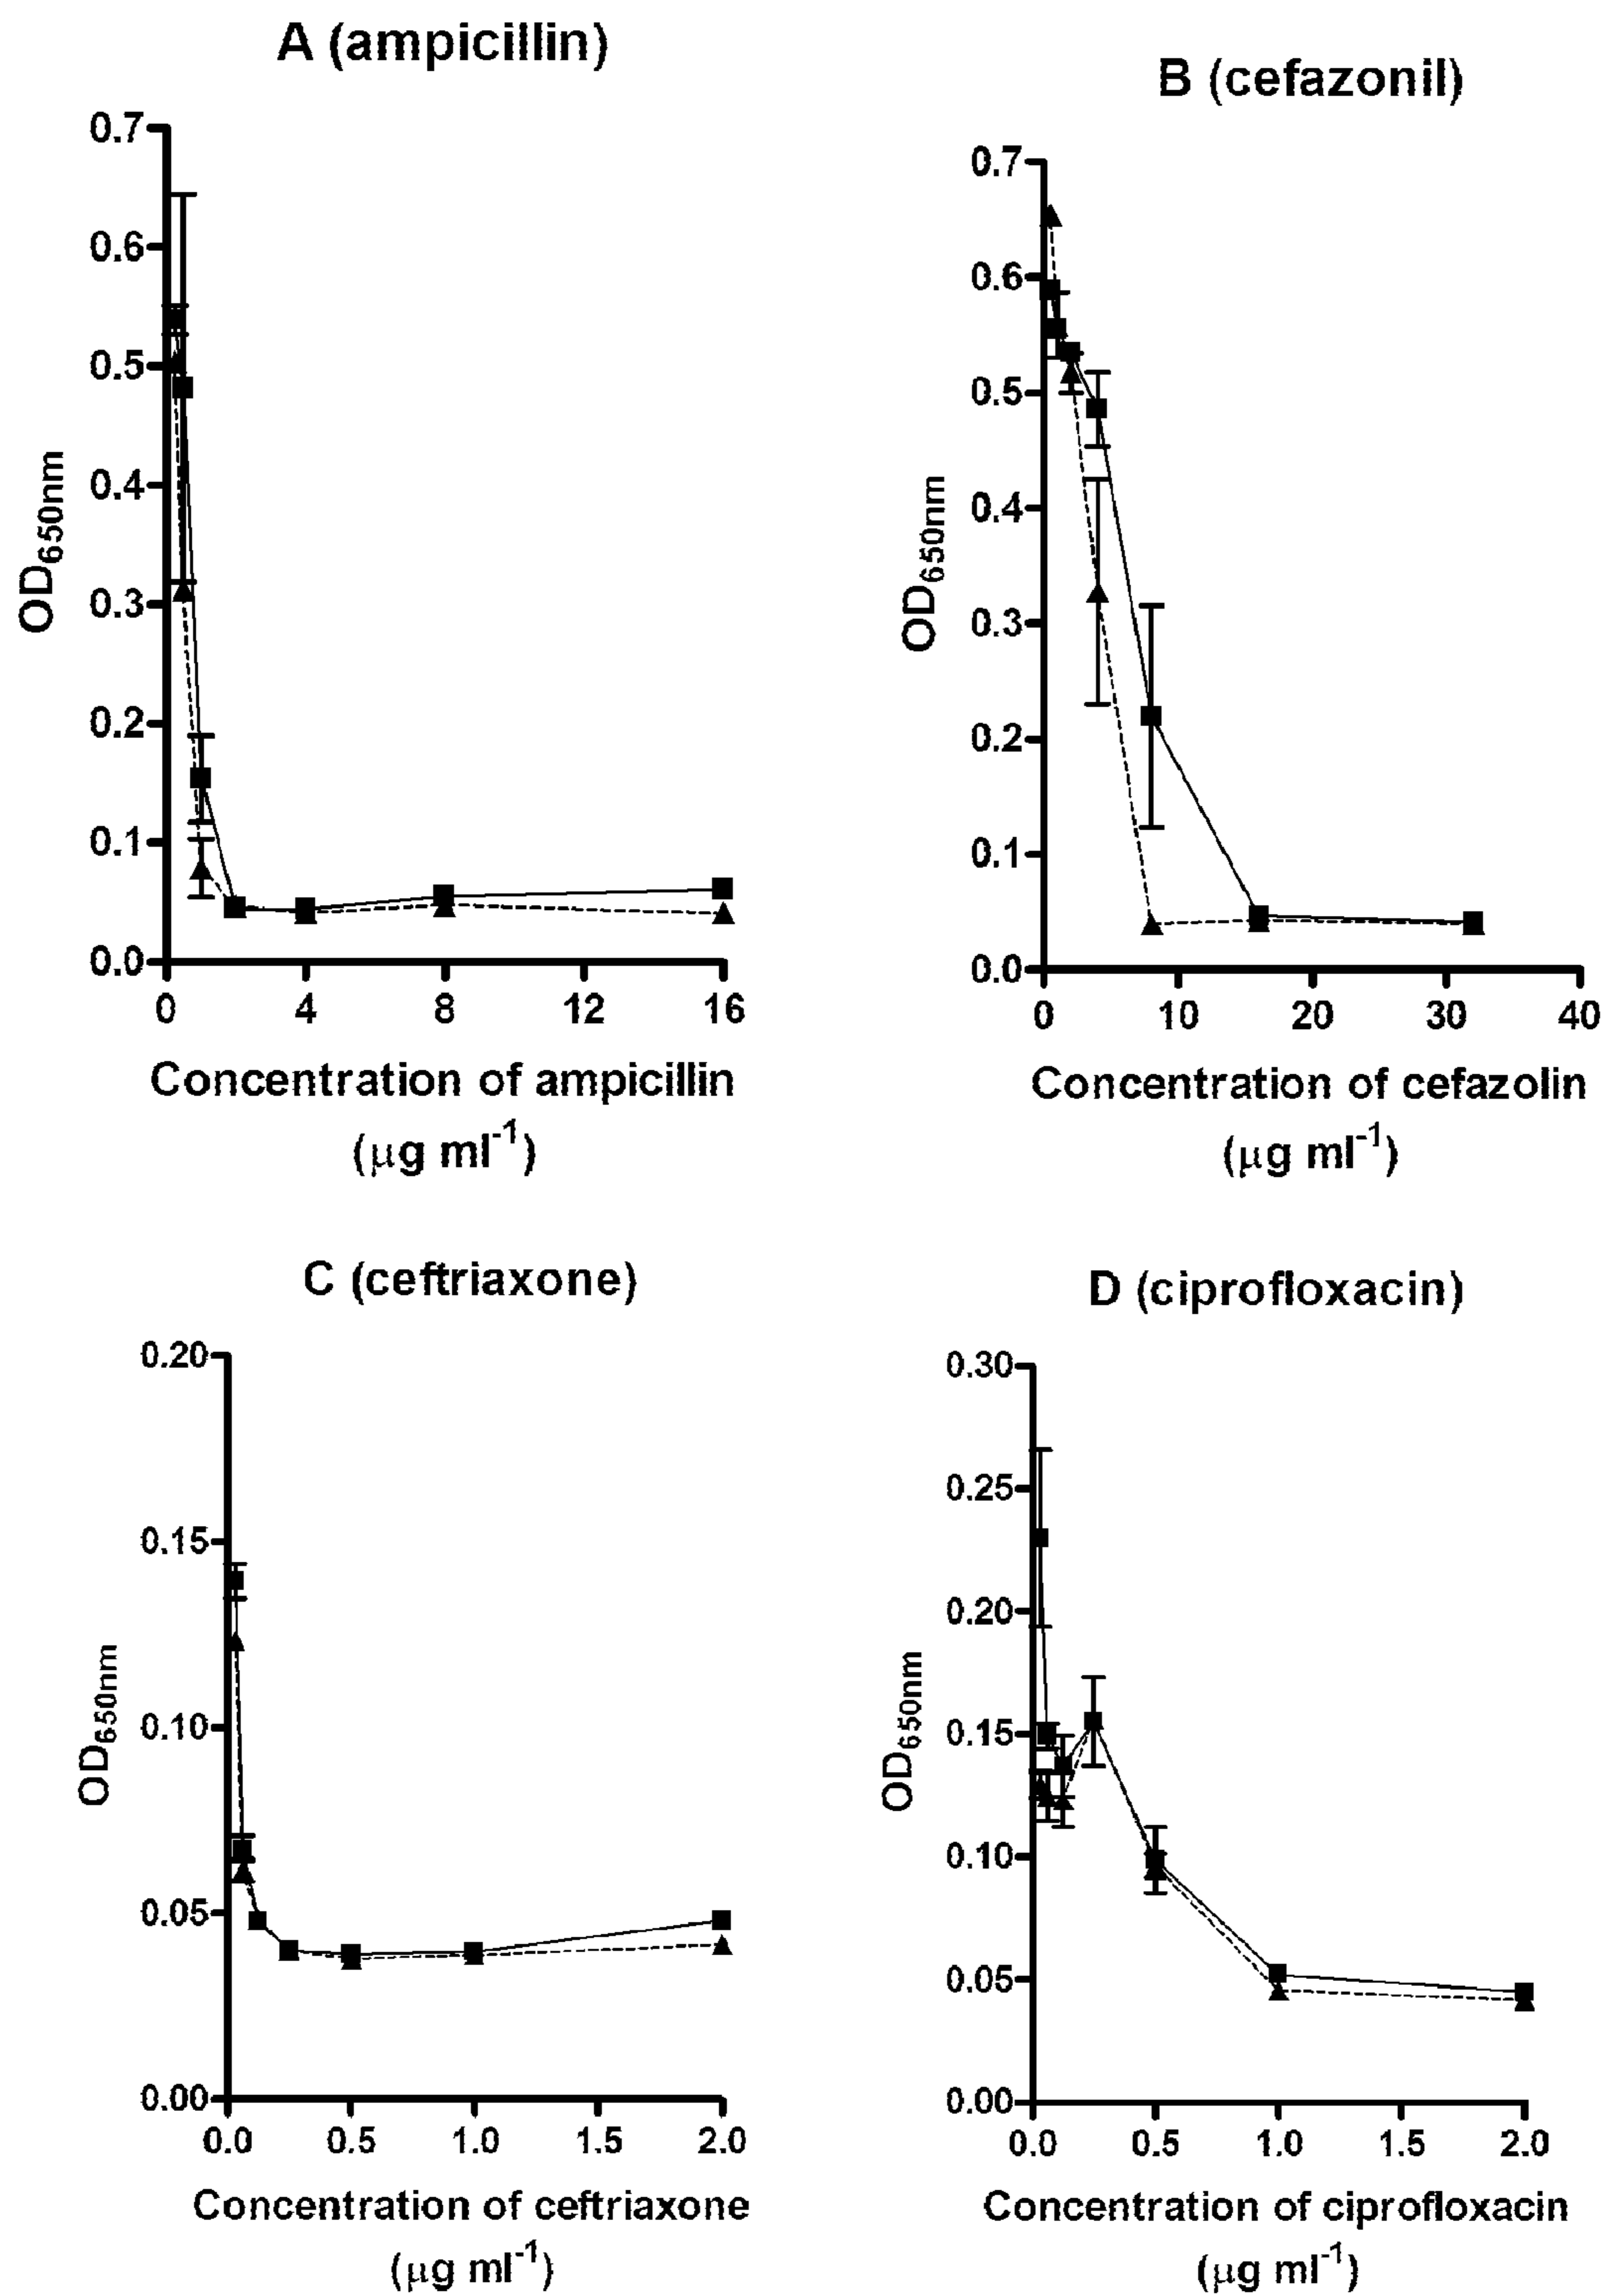 A (ampicillin)
0.7
0.6
0.5
0.4
0.3
0.2
0.1
0.0
OD650nm
0 4 8 12 16
Concentration of ampicillin
(μg ml-1)
B (cefazonil)
0.7
0.6
0.5
0.4
0.3
0.2
0.1
0.0
OD650nm
0 10 20 30 40
Concentration of cefazolin
(μg ml-1)
C (ceftriaxone)
0.20
0.15
0.10
0.05
0.00
OD650nm
0.0 0.5 1.0 1.5 2.0
Concentration of ceftriaxone
(μg ml-1)
D (ciprofloxacin)
0.30
0.25
0.20
0.15
0.10
0.05
0.00
OD650nm
0.0 0.5 1.0 1.5 2.0
Concentration of ciprofloxacin
(μg ml-1)